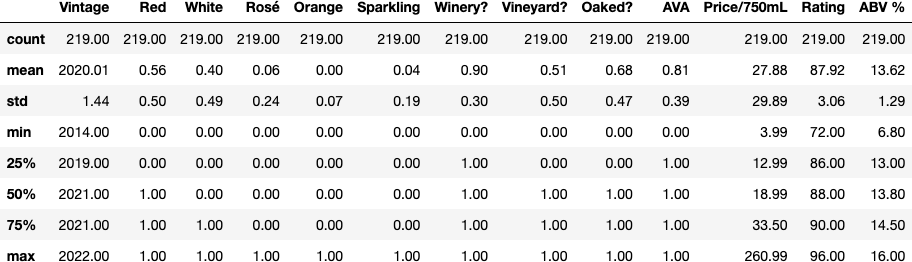 Vintage Red White Rosé Orange Sparkling Winery? Vineyard? Oaked? AVA Price/750mL Rating ABV %
count 219.00 219.00 219.00 219.00 219.00 219.00 219.00 219.00 219.00 219.00 219.00 219.00 219.00
mean 2020.01 0.56 0.40 0.06 0.00 0.04 0.90 0.51 0.68 0.81 27.88 87.92 13.62
std 1.44 0.50 0.49 0.24 0.07 0.19 0.30 0.50 0.47 0.39 29.89 3.06 1.29
min 2014.00 0.00 0.00 0.00 0.00 0.00 0.00 0.00 0.00 0.00 3.99 72.00 6.80
25% 2019.00 0.00 0.00 0.00 0.00 0.00 1.00 0.00 0.00 1.00 12.99 86.00 13.00
50% 2021.00 1.00 0.00 0.00 0.00 0.00 1.00 1.00 1.00 1.00 18.99 88.00 13.80
75% 2021.00 1.00 1.00 0.00 0.00 0.00 1.00 1.00 1.00 1.00 33.50 90.00 14.50
max 2022.00 1.00 1.00 1.00 1.00 1.00 1.00 1.00 1.00 1.00 260.99 96.00 16.00